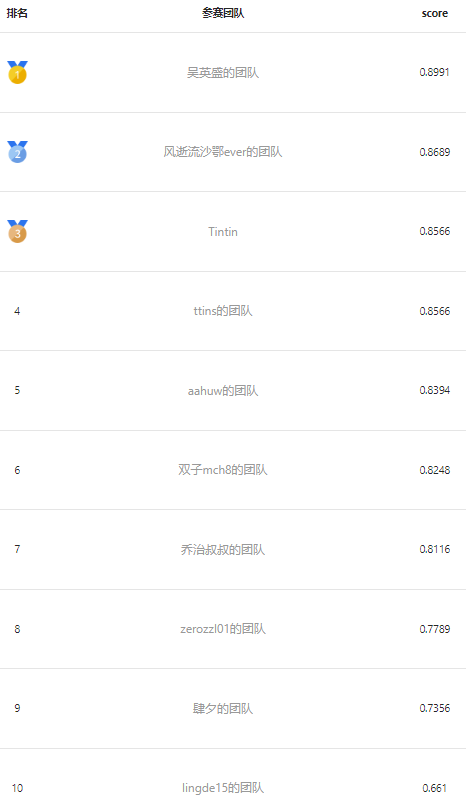 排名 参赛团队 score
1 吴英盛的团队 0.8991
2 风逝流沙鄂ever的团队 0.8689
3 Tintin 0.8566
4 ttins的团队 0.8566
5 aahuw的团队 0.8394
6 双子mch8的团队 0.8248
7 乔治叔叔的团队 0.8116
8 zerozzl01的团队 0.7789
9 肆夕的团队 0.7356
10 lingde15的团队 0.661